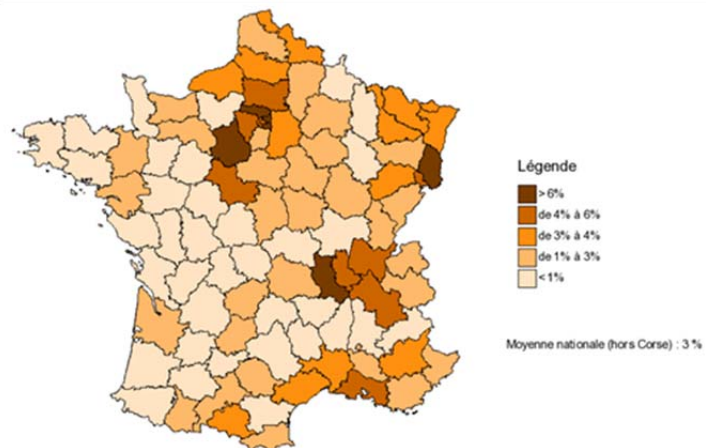 Légende
>6%
de 4% à 6%
de 3% à 4%
de 1% à 3%
<1%
Moyenne nationale (hors Corse) : 3 %